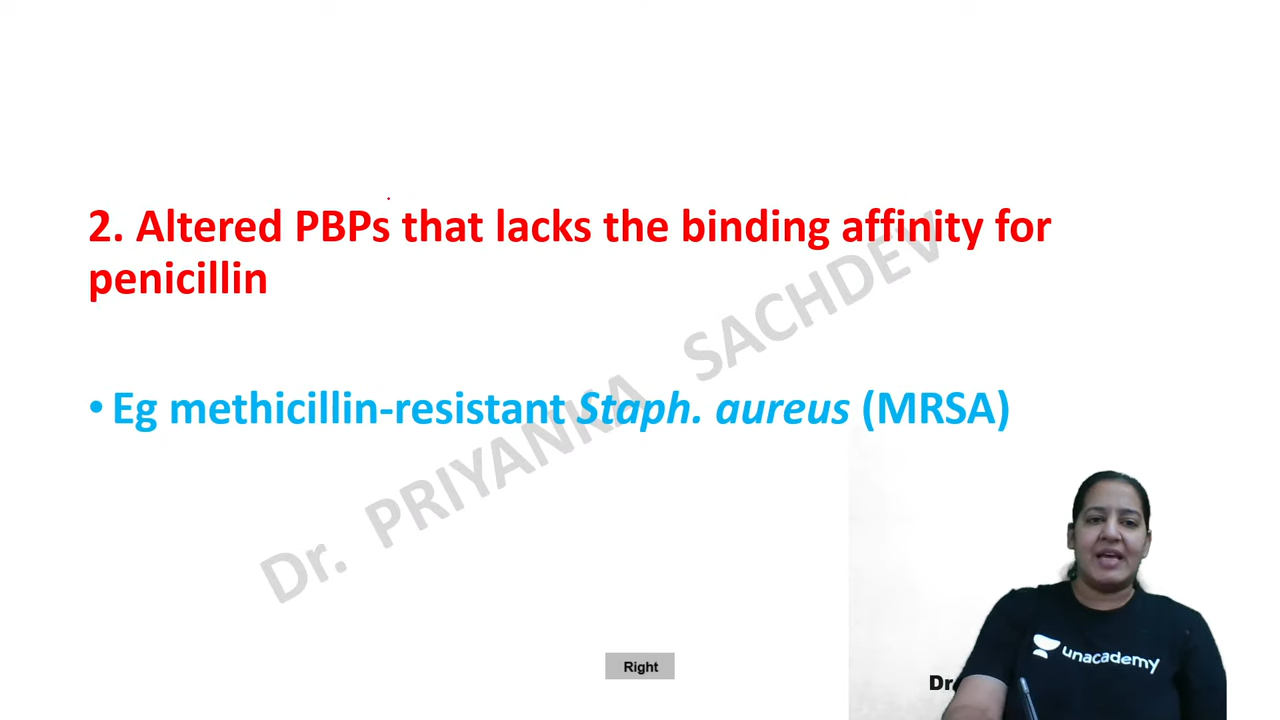 2. Altered PBPs that lacks the binding affinity for
penicillin
• Eg methicillin-resistant Staph. aureus (MRSA)
Dr. PRIYANKA SACHDEV
Right
unacademy
Dr.